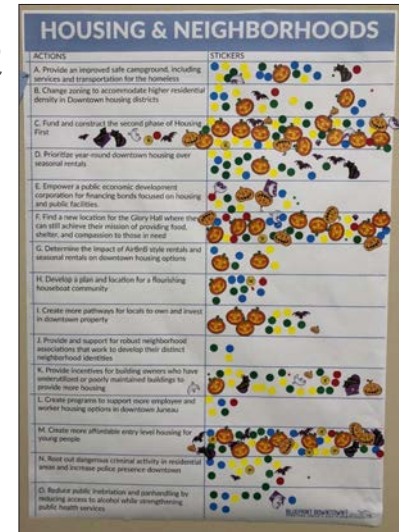 HOUSING & NEIGHBORHOODS
ACTIONS STICKERS
A. Provide an improved safe campground, including
services and transportation for the homeless
B. Change zoning to accommodate higher residential
density in Downtown housing districts
C. Fund and construct the second phase of Housing
First
D. Prioritize year-round downtown housing over
seasonal rentals
E. Empower a public economic development
corporation for financing bonds focused on housing
and public facilities.
F. Find a new location for the Glory Hall where they
can still achieve their mission of providing food,
shelter, and compassion to those in need
G. Determine the impact of AirBnB style rentals and
seasonal rentals on downtown housing options
H. Develop a plan and location for a flourishing
houseboat community
I. Create more pathways for locals to own and invest
in downtown property
J. Provide and support for robust neighborhood
associations that work to develop their distinct
neighborhood identities
K. Provide incentives for building owners who have
underutilized or poorly maintained buildings to
provide more housing
L. Create programs to support more employee and
worker housing options in downtown Juneau
M. Create more affordable entry level housing for
young people
N. Root out dangerous criminal activity in residential
areas and increase police presence downtown
O. Reduce public inebriation and panhandling by
reducing access to alcohol while strengthening
public health services
BLUEPRINT DOWNTOWN